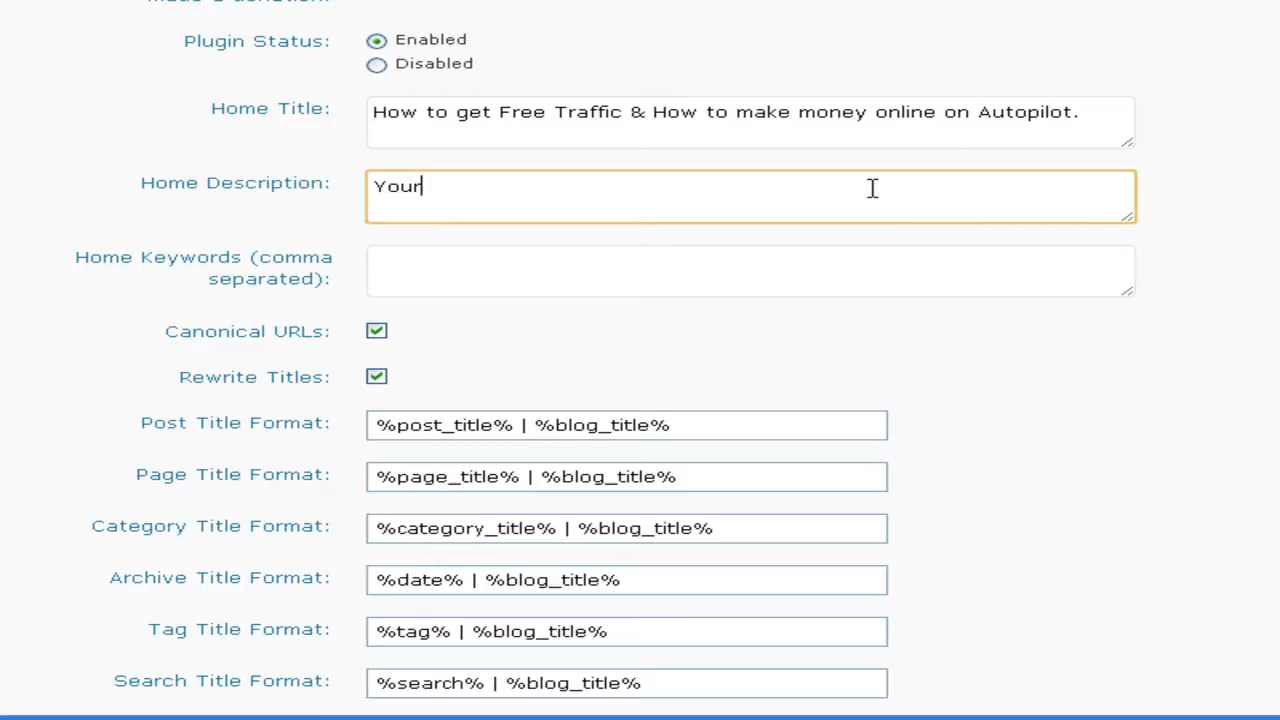 Plugin Status:
Enabled
Disabled
Home Title:
How to get Free Traffic & How to make money online on Autopilot.
Home Description:
Your
Home Keywords (comma
separated):
Canonical URLs:
Rewrite Titles:
Post Title Format:
%post_title% | %blog_title%
Page Title Format:
%page_title% | %blog_title%
Category Title Format:
%category_title% | %blog_title%
Archive Title Format:
%date% | %blog_title%
Tag Title Format:
%tag% | %blog_title%
Search Title Format:
%search% | %blog_title%